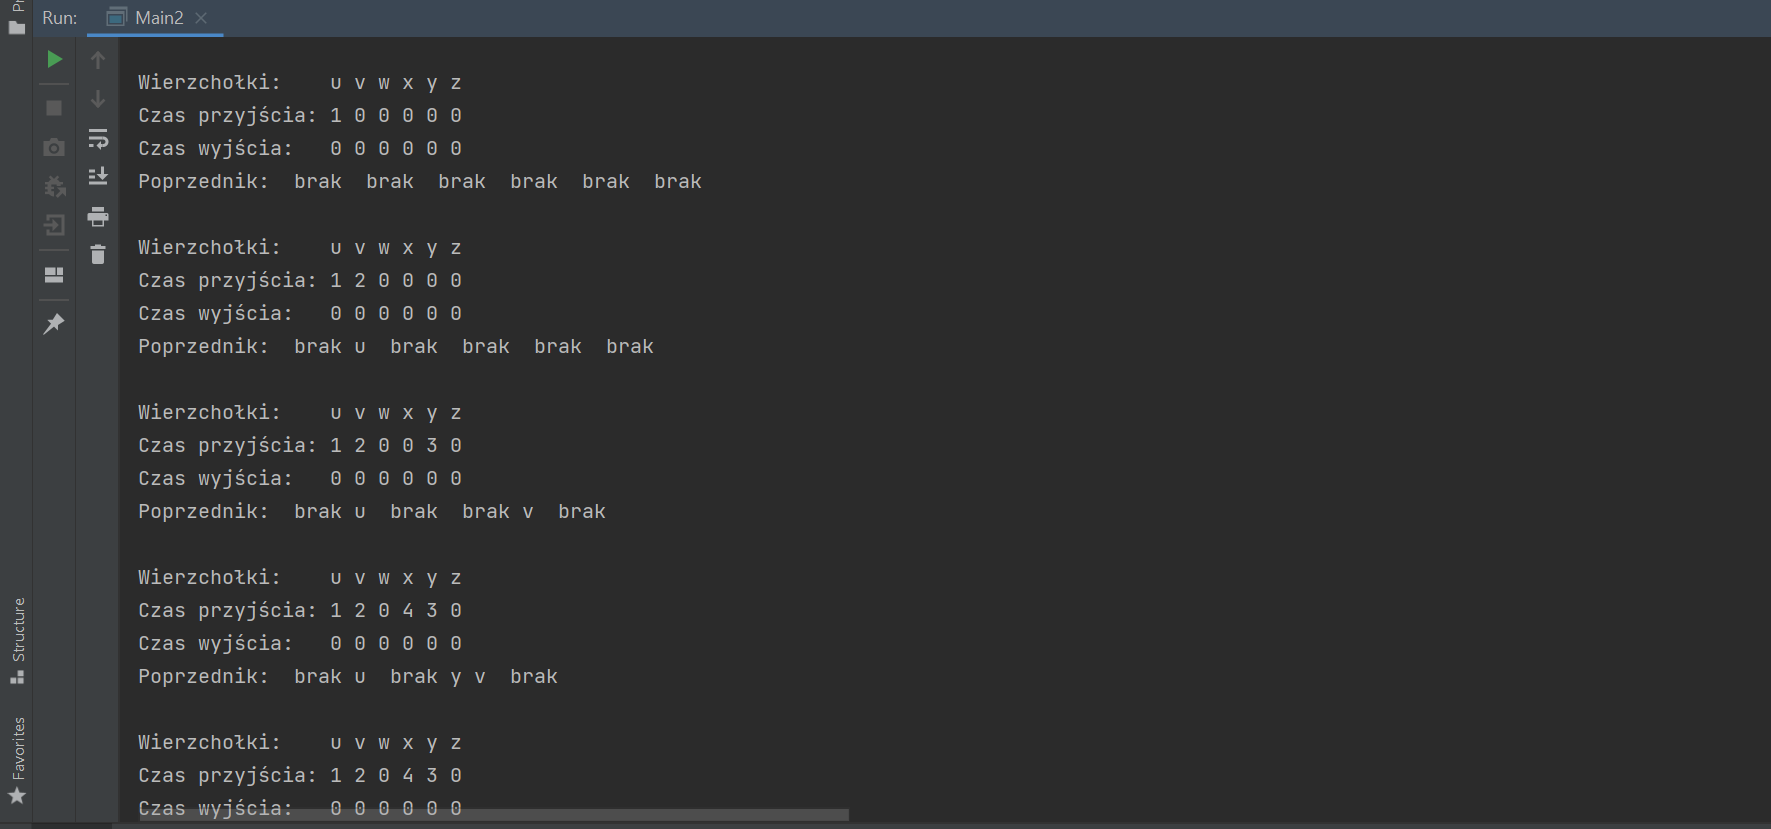 Run: Main2
Wierzchołki:    u v w x y z
Czas przyjścia: 1 0 0 0 0 0
Czas wyjścia:   0 0 0 0 0 0
Poprzednik:  brak  brak  brak  brak  brak  brak
Wierzchołki:    u v w x y z
Czas przyjścia: 1 2 0 0 0 0
Czas wyjścia:   0 0 0 0 0 0
Poprzednik:  brak u  brak  brak  brak  brak
Wierzchołki:    u v w x y z
Czas przyjścia: 1 2 0 0 3 0
Czas wyjścia:   0 0 0 0 0 0
Poprzednik:  brak u  brak  brak v  brak
Wierzchołki:    u v w x y z
Czas przyjścia: 1 2 0 4 3 0
Czas wyjścia:   0 0 0 0 0 0
Poprzednik:  brak u  brak y v  brak
Wierzchołki:    u v w x y z
Czas przyjścia: 1 2 0 4 3 0
Czas wyjścia:   0 0 0 0 0 0
Structure
Favorites